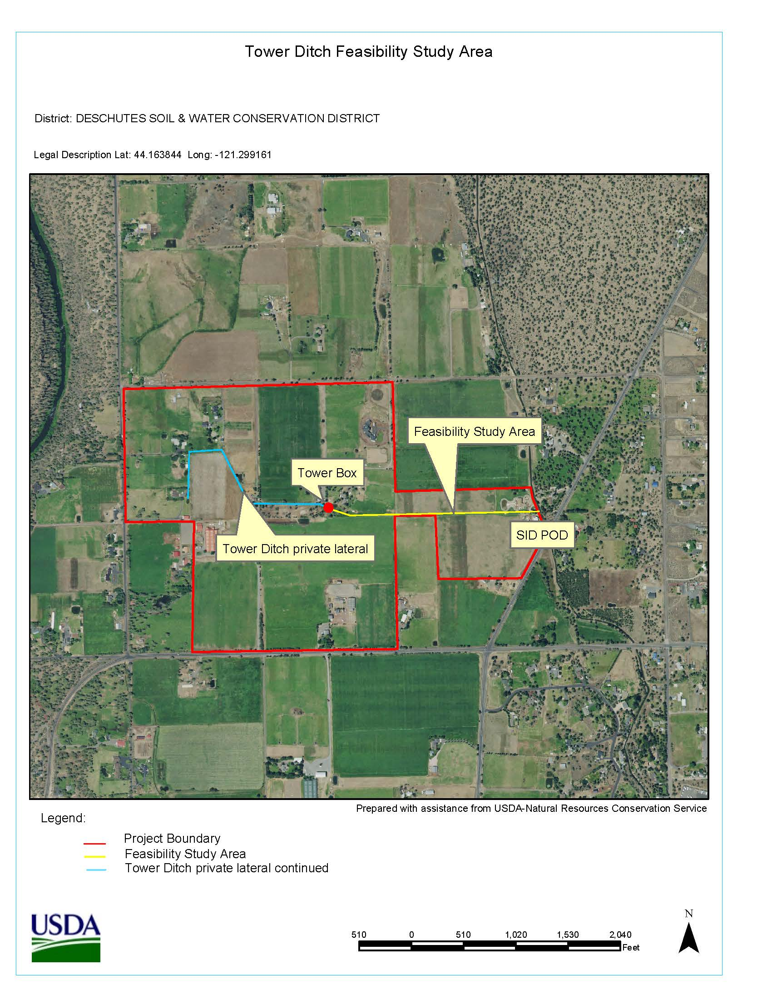 Tower Ditch Feasibility Study Area
District: DESCHUTES SOIL & WATER CONSERVATION DISTRICT
Legal Description Lat: 44.163844 Long: -121.299161
Feasibility Study Area
Tower Box
SID POD
Tower Ditch private lateral
Prepared with assistance from USDA-Natural Resources Conservation Service
Legend:
Project Boundary
Feasibility Study Area
Tower Ditch private lateral continued
USDA
510 0 510 1,020 1,530 2,040
Feet
N